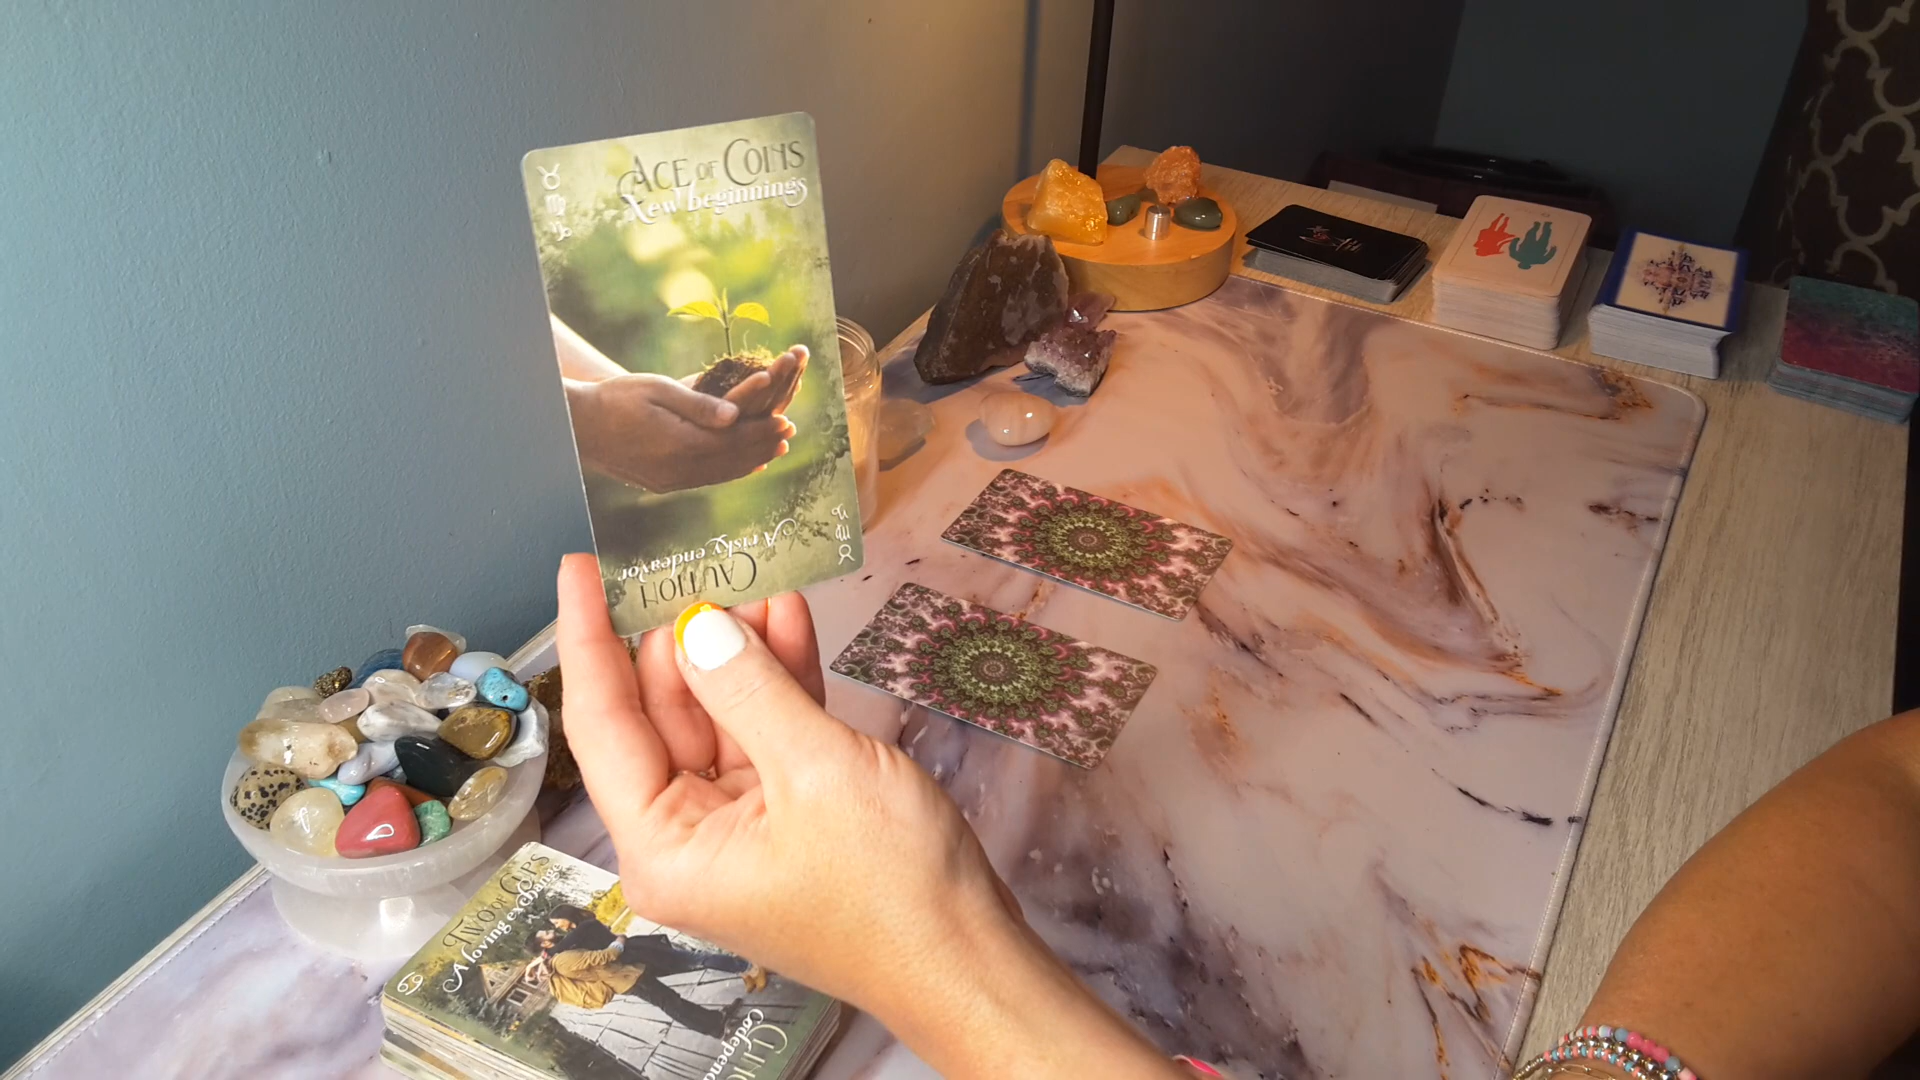 ACE OF COINS
New beginnings
A risky endeavor
CAUTION
TWO OF CUPS
A loving exchange